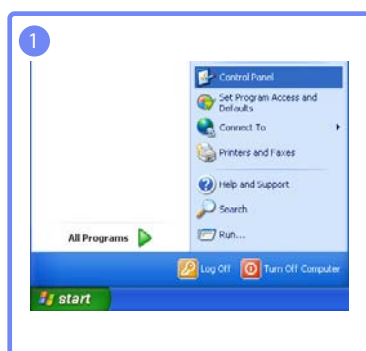 1
Control Panel
Set Program Access and
Defaults
Connect To
Printers and Faxes
Help and Support
Search
All Programs
Run...
Log Off
Turn Off Computer
start